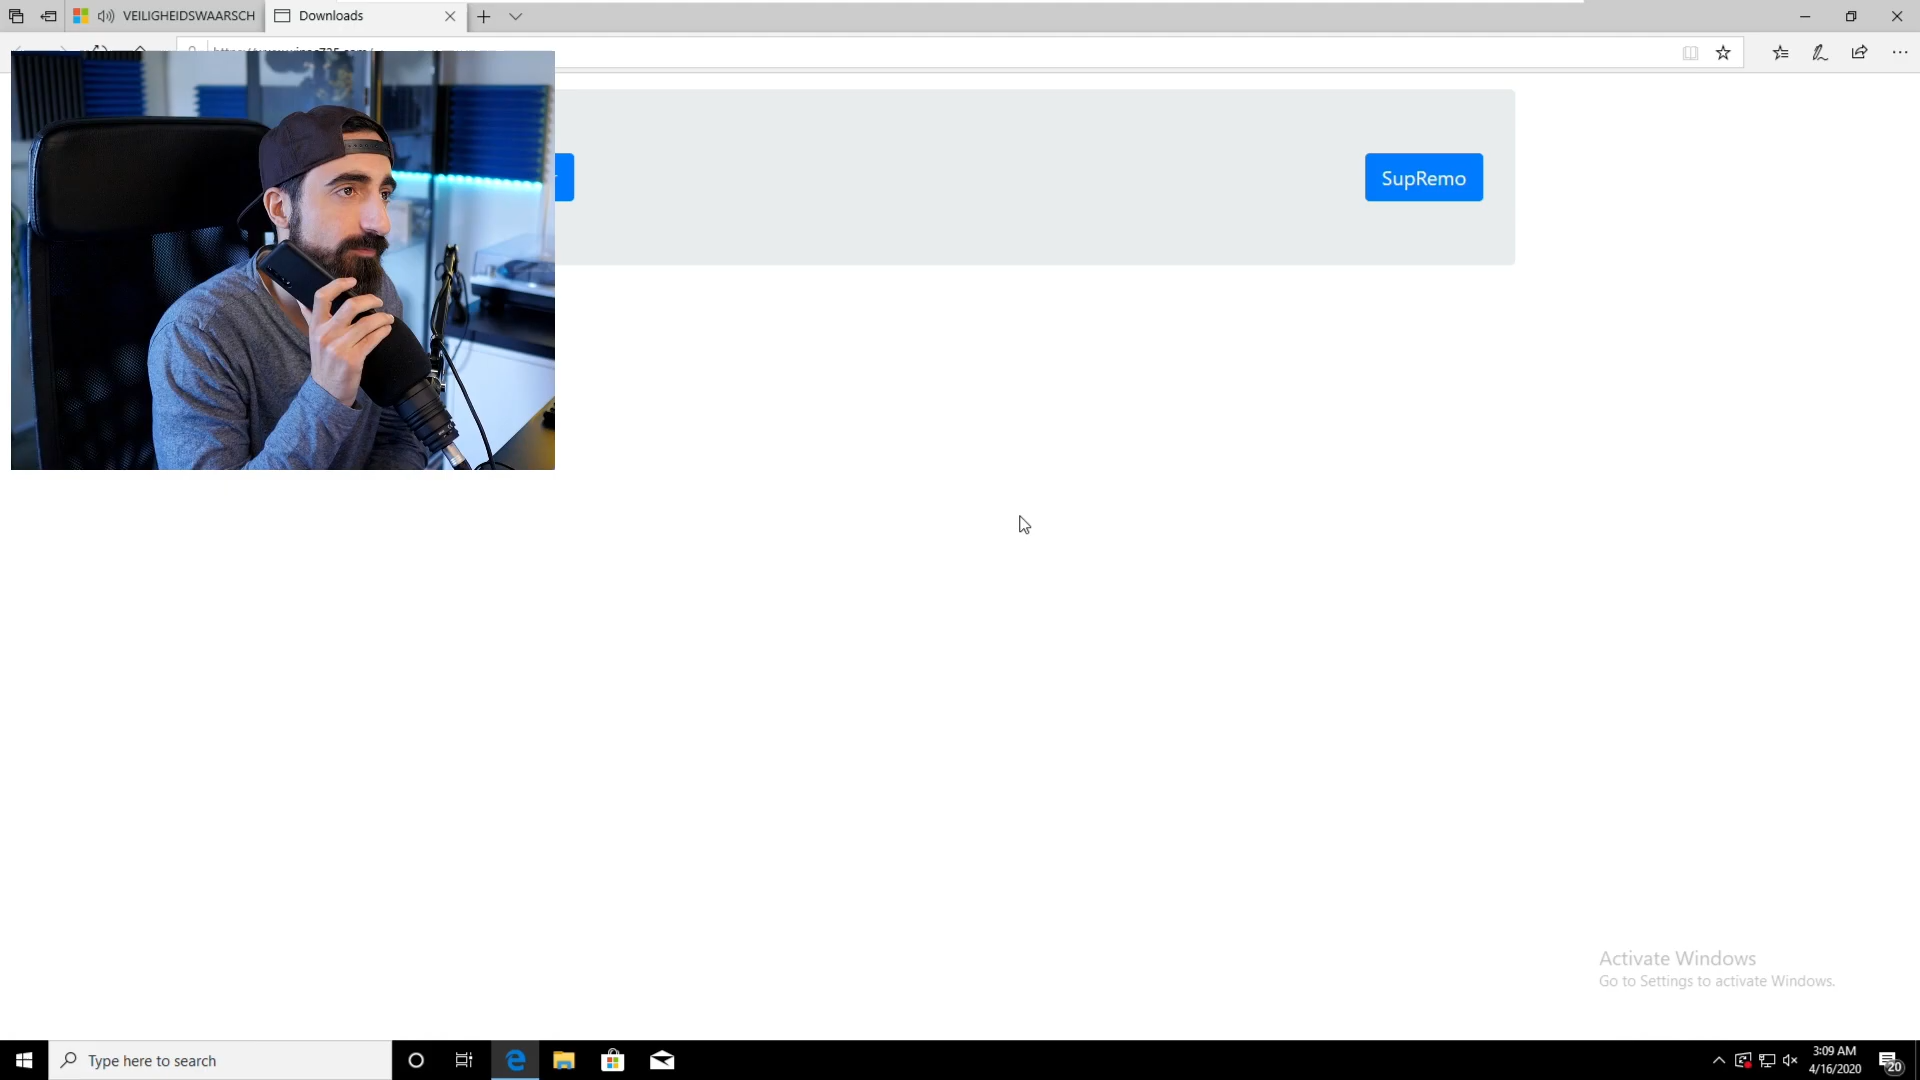 VEILIGHEIDSWAARSCH
Downloads
SupRemo
Activate Windows
Go to Settings to activate Windows.
Type here to search
3:09 AM
4/16/2020
20